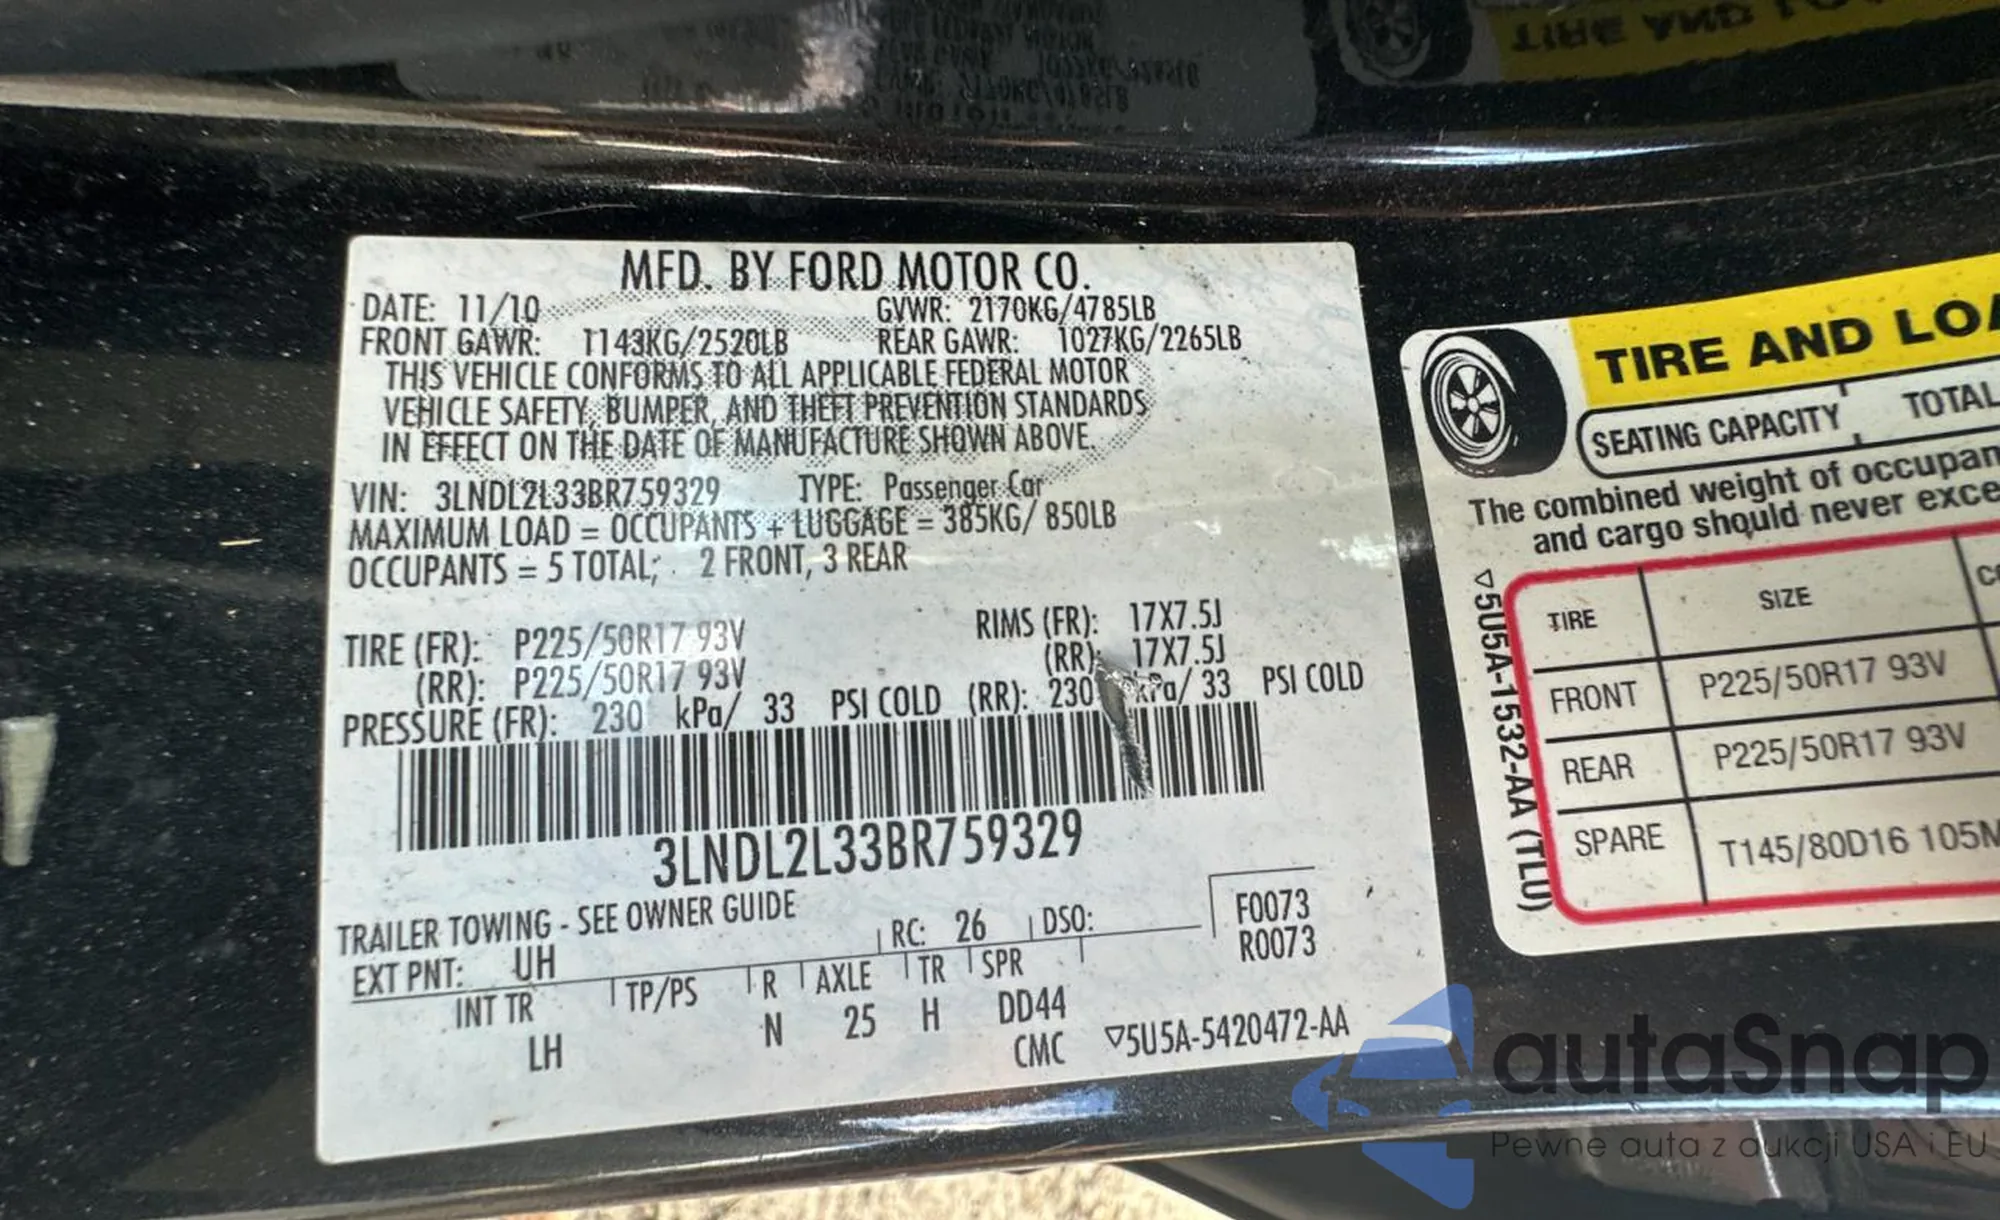 MFD. BY FORD MOTOR CO.
DATE: 11/10 GVWR: 2170KG/4785LB
FRONT GAWR: 1143KG/2520LB REAR GAWR: 1027KG/2265LB
THIS VEHICLE CONFORMS TO ALL APPLICABLE FEDERAL MOTOR
VEHICLE SAFETY, BUMPER, AND THEFT PREVENTION STANDARDS
IN EFFECT ON THE DATE OF MANUFACTURE SHOWN ABOVE.
VIN: 3LNDL2L33BR759329 TYPE: Passenger Car
MAXIMUM LOAD = OCCUPANTS + LUGGAGE = 385KG/ 850LB
OCCUPANTS = 5 TOTAL; 2 FRONT, 3 REAR
TIRE (FR): P225/50R17 93V RIMS (FR): 17X7.5J
(RR): P225/50R17 93V (RR): 17X7.5J
PRESSURE (FR): 230 kPa/ 33 PSI COLD (RR): 230 kPa/ 33 PSI COLD
3LNDL2L33BR759329
TRAILER TOWING - SEE OWNER GUIDE
EXT PNT: UH RC: 26 DSO: F0073
R0073
INT TR TP/PS R AXLE TR SPR
LH N 25 H DD44
CMC ▽5U5A-5420472-AA
TIRE AND LOA
SEATING CAPACITY TOTAL
The combined weight of occupan
and cargo should never exce
▽5U5A-1532-AA (TLU)
TIRE SIZE
FRONT P225/50R17 93V
REAR P225/50R17 93V
SPARE T145/80D16 105M
autaSnap
Pewne auta z aukcji USA i EU